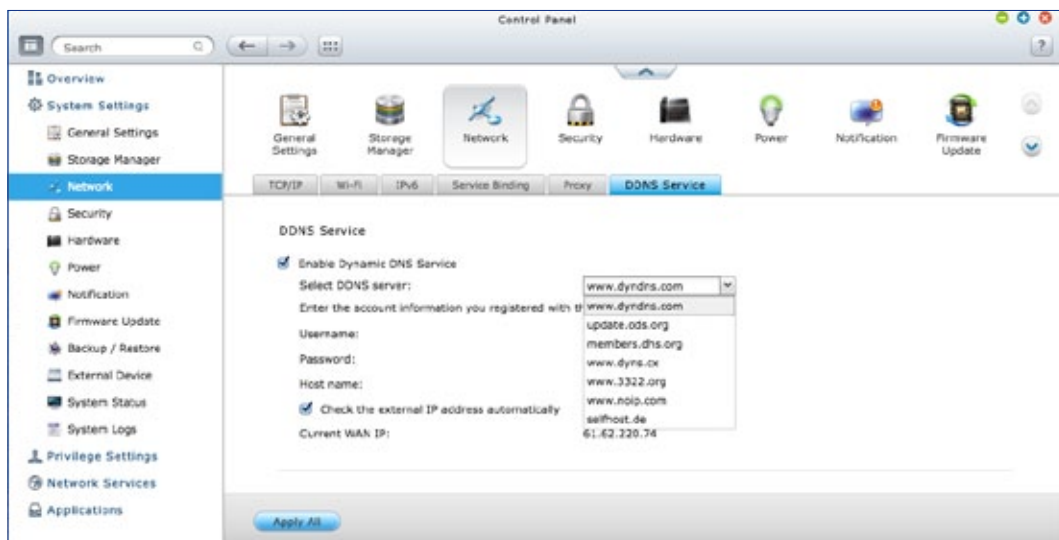 Control Panel
Search
?
Overview
System Settings
General Settings
Storage Manager
Network
Security
Hardware
Power
Notification
Firmware Update
Backup / Restore
External Device
System Status
System Logs
Privilege Settings
Network Services
Applications
General Settings
Storage Manager
Network
Security
Hardware
Power
Notification
Firmware Update
TCP/IP
Wi-Fi
IPv6
Service Binding
Proxy
DDNS Service
DDNS Service
Enable Dynamic DNS Service
Select DDNS server:
www.dyndns.com
Enter the account information you registered with
www.dyndns.com
update.ods.org
members.dhs.org
www.dyns.cx
www.3322.org
www.noip.com
selfhost.de
Username:
Password:
Host name:
Check the external IP address automatically
Current WAN IP:
61.62.220.74
Apply All